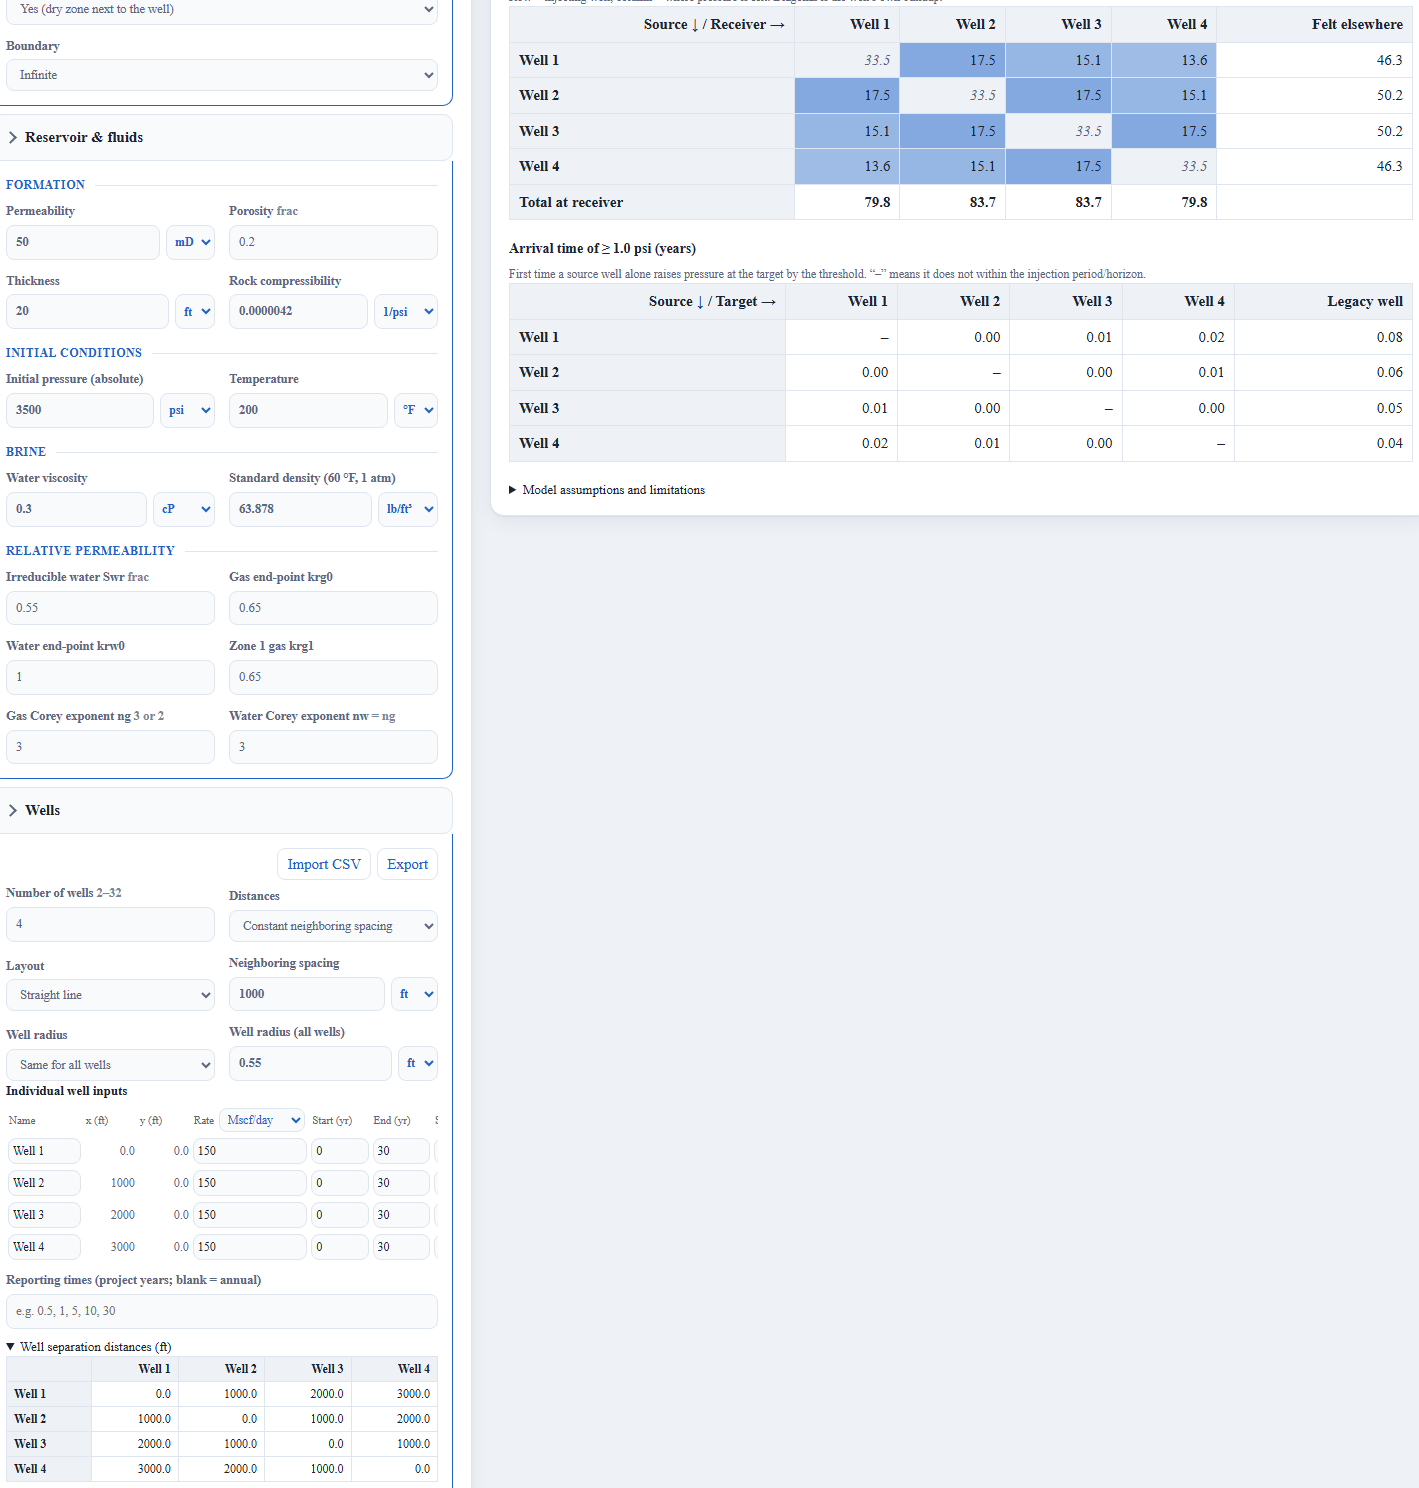 Yes (dry zone next to the well)
Boundary
Infinite
Reservoir & fluids
FORMATION
Permeability
Porosity frac
50
mD
0.2
Thickness
Rock compressibility
20
ft
0.0000042
1/psi
INITIAL CONDITIONS
Initial pressure (absolute)
Temperature
3500
psi
200
°F
BRINE
Water viscosity
Standard density (60 °F, 1 atm)
0.3
cP
63.878
lb/ft³
RELATIVE PERMEABILITY
Irreducible water Swr frac
Gas end-point krg0
0.55
0.65
Water end-point krw0
Zone 1 gas krg1
1
0.65
Gas Corey exponent ng 3 or 2
Water Corey exponent nw = ng
3
3
Wells
Import CSV
Export
Number of wells 2–32
Distances
4
Constant neighboring spacing
Layout
Neighboring spacing
Straight line
1000
ft
Well radius
Well radius (all wells)
Same for all wells
0.55
ft
Individual well inputs
Name x (ft) y (ft) Rate Mscf/day Start (yr) End (yr)
Well 1 0.0 0.0 150 0 30
Well 2 1000 0.0 150 0 30
Well 3 2000 0.0 150 0 30
Well 4 3000 0.0 150 0 30
Reporting times (project years; blank = annual)
e.g. 0.5, 1, 5, 10, 30
▼ Well separation distances (ft)
Well 1 Well 2 Well 3 Well 4
Well 1 0.0 1000.0 2000.0 3000.0
Well 2 1000.0 0.0 1000.0 2000.0
Well 3 2000.0 1000.0 0.0 1000.0
Well 4 3000.0 2000.0 1000.0 0.0
Source ↓ / Receiver → Well 1 Well 2 Well 3 Well 4 Felt elsewhere
Well 1 33.5 17.5 15.1 13.6 46.3
Well 2 17.5 33.5 17.5 15.1 50.2
Well 3 15.1 17.5 33.5 17.5 50.2
Well 4 13.6 15.1 17.5 33.5 46.3
Total at receiver 79.8 83.7 83.7 79.8
Arrival time of ≥ 1.0 psi (years)
First time a source well alone raises pressure at the target by the threshold. “–” means it does not within the injection period/horizon.
Source ↓ / Target → Well 1 Well 2 Well 3 Well 4 Legacy well
Well 1 – 0.00 0.01 0.02 0.08
Well 2 0.00 – 0.00 0.01 0.06
Well 3 0.01 0.00 – 0.00 0.05
Well 4 0.02 0.01 0.00 – 0.04
▶ Model assumptions and limitations